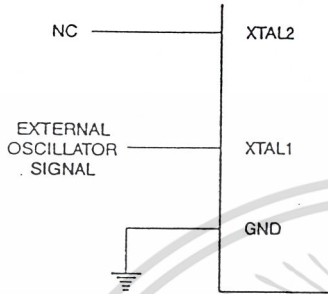 NC
XTAL2
EXTERNAL
OSCILLATOR
SIGNAL
XTAL1
GND